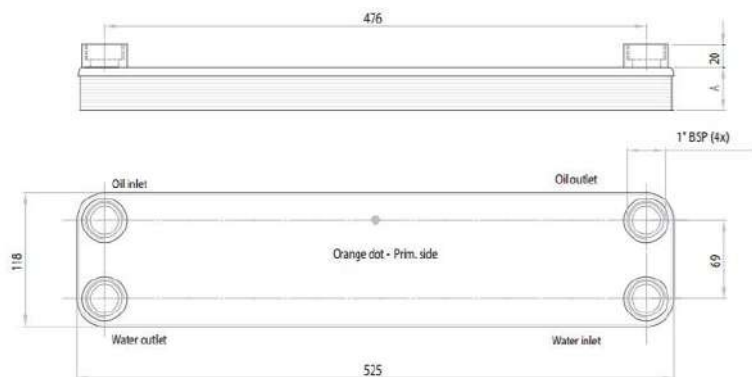 476
20
A
1" BSP (4x)
Oil inlet
Oil outlet
Orange dot - Prim. side
118
69
Water outlet
Water inlet
525